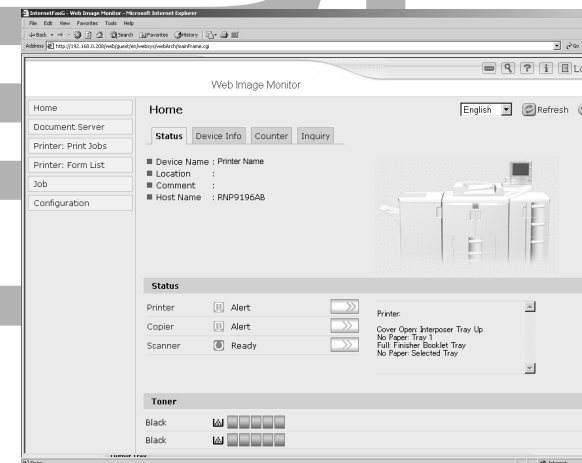 InternetFaxG - Web Image Monitor - Microsoft Internet Explorer
File Edit View Favorites Tools Help
Back Search Favorites History
Address http://192.168.0.208/web/guest/en/websys/webArch/mainFrame.cgi Go
Web Image Monitor
Home
Document Server
Printer: Print Jobs
Printer: Form List
Job
Configuration
Home
English Refresh
Status Device Info Counter Inquiry
Device Name : Printer Name
Location :
Comment :
Host Name : RNP9196AB
Status
Printer Alert
Copier Alert
Scanner Ready
Printer:
Cover Open: Interposer Tray Up
No Paper: Tray 1
Full: Finisher Booklet Tray
No Paper: Selected Tray
Toner
Black
Black
Internet